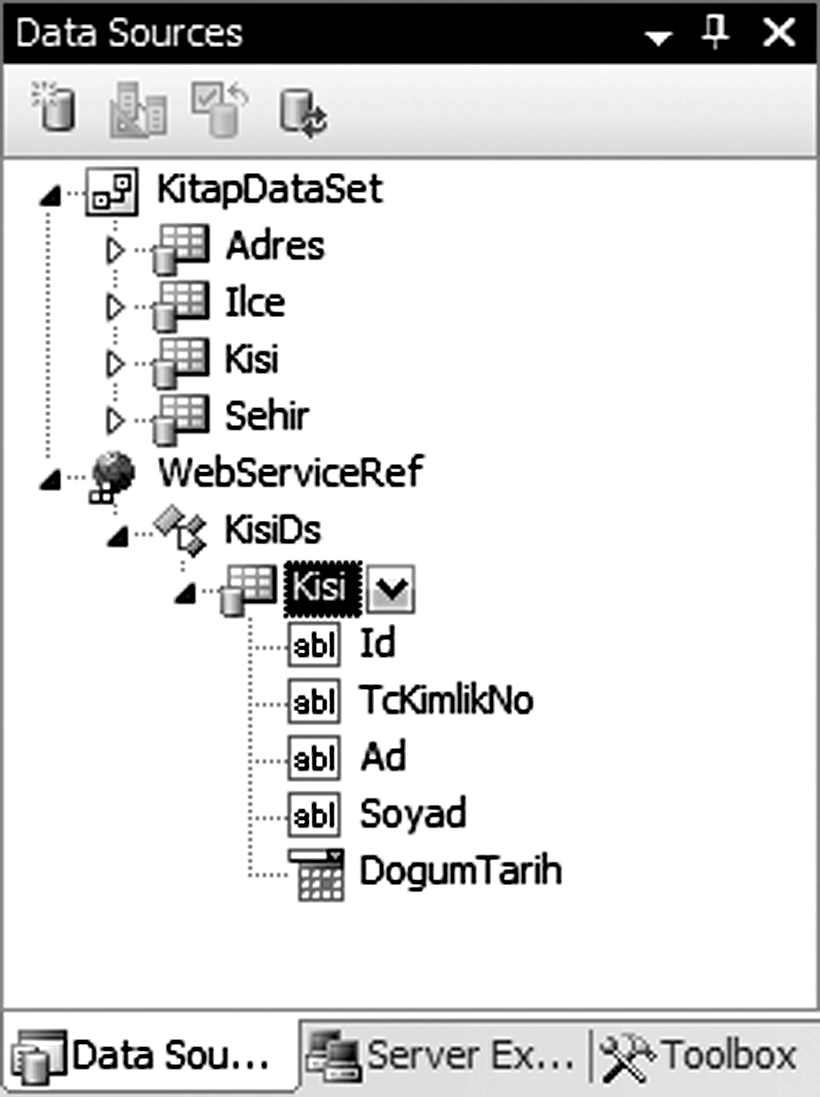 Data Sources
KitapDataSet
Adres
Ilce
Kisi
Sehir
WebServiceRef
KisiDs
Kisi
abl Id
abl TcKimlikNo
abl Ad
abl Soyad
DogumTarih
Data Sou... Server Ex... Toolbox